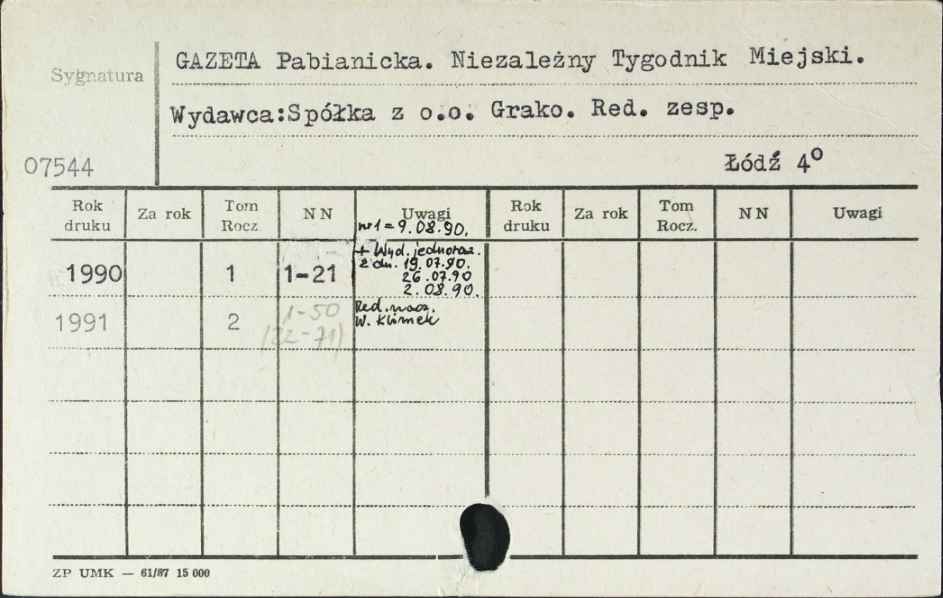 GAZETA Pabianicka. Niezależny Tygodnik Miejski.
Sygnatura
Wydawca:Spółka z o.o. Grako. Red. zesp.
07544
Łódź 4°
Rok druku Za rok Tom Rocz. NN Uwagi Rok druku Za rok Tom Rocz. NN Uwagi
nr 1 = 9.08.90.
1990 1 1-21 + Wyd. jednoraz.
z dn. 19.07.90.
26.07.90
2.08.90.
1991 2 1-50 Red. nacz.
(22-71) W. Klimek
ZP UMK — 61/87 15 000